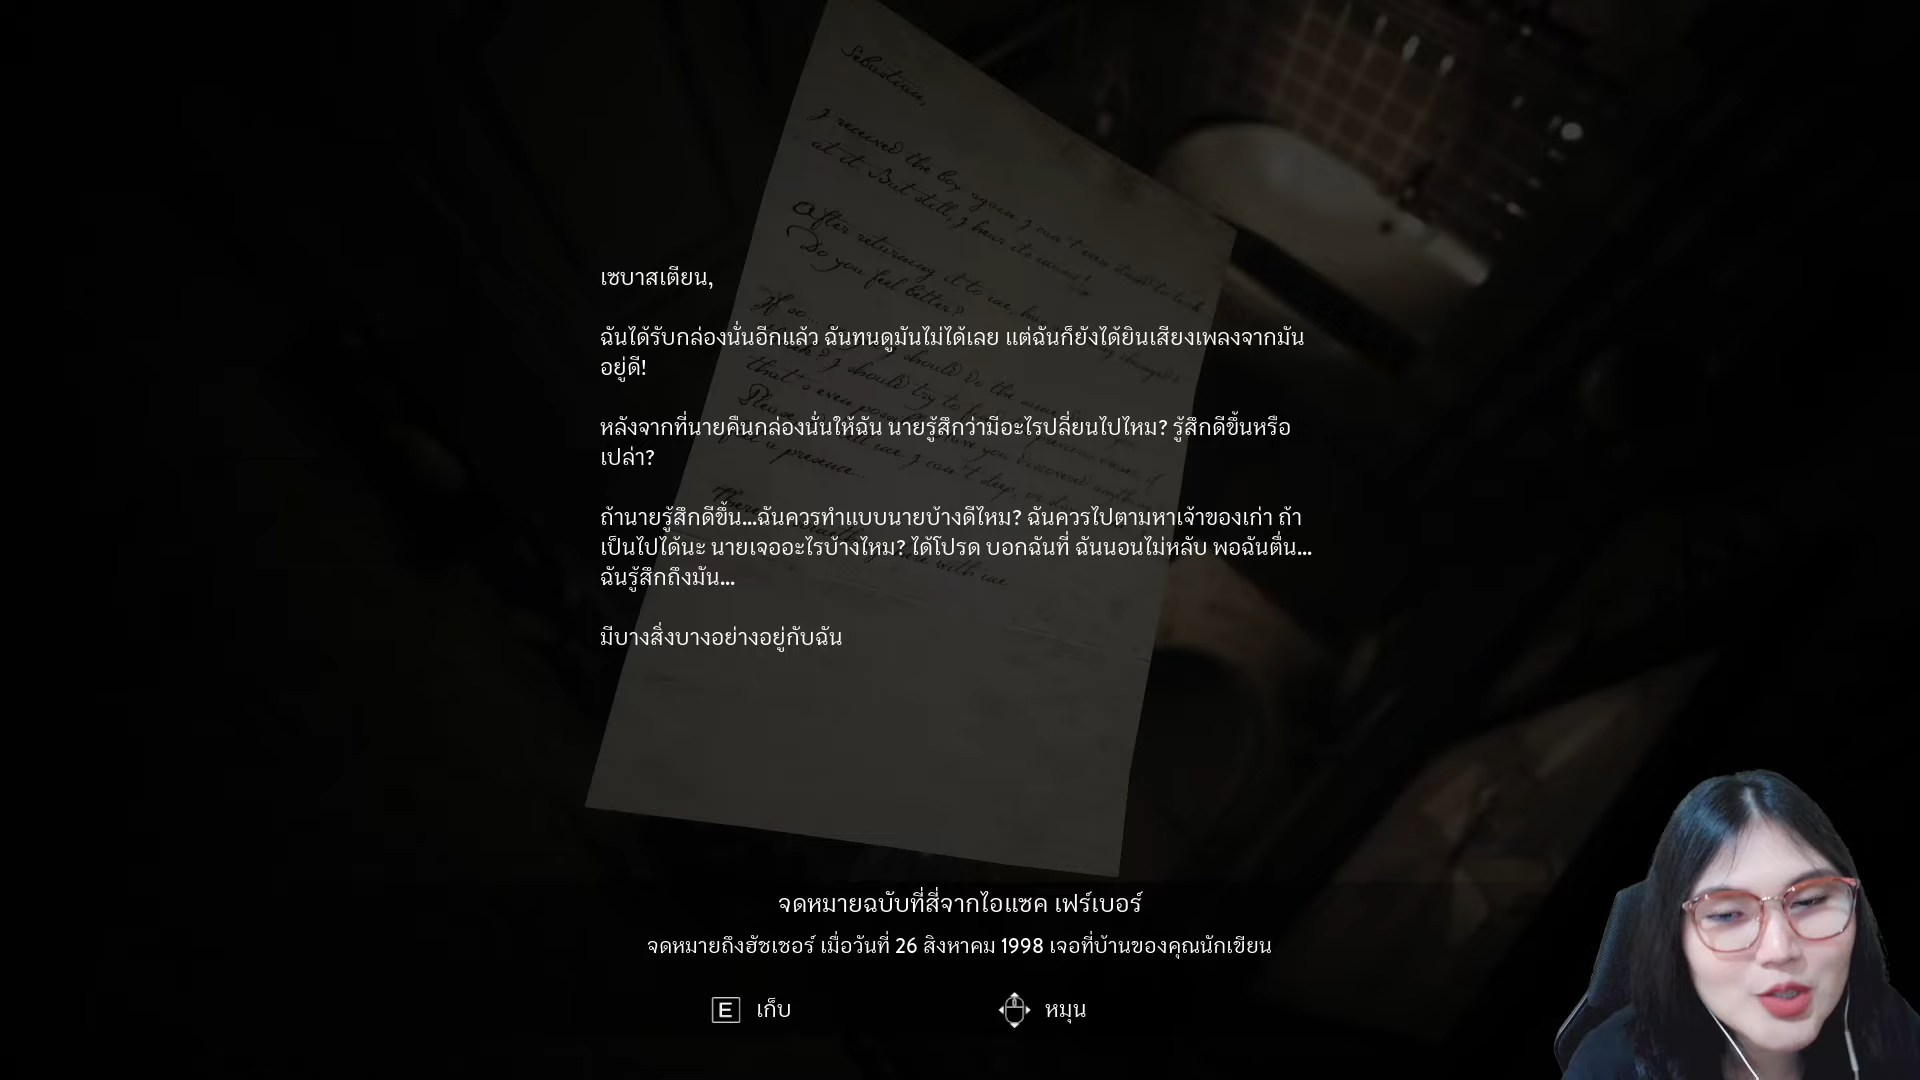 Sebastian,
at it. But still, I hear its music!
Do you feel better?
เซบาสเตียน,
ฉันได้รับกล่องนั่นอีกแล้ว ฉันทนดูมันไม่ได้เลย แต่ฉันก็ยังได้ยินเสียงเพลงจากมัน
อยู่ดี!
หลังจากที่นายคืนกล่องนั่นให้ฉัน นายรู้สึกว่ามีอะไรปลี่ยนไปไหม? รู้สึกดีขึ้นหรือ
เปล่า?
ถ้านายรู้สึกดีขึ้น...ฉันควรทำแบบนายบ้างดีไหม? ฉันควรไปตามหาเจ้าของเก่า ถ้า
เป็นไปได้นะ นายเจออะไรบ้างไหม? ได้โปรด บอกฉันที่ ฉันนอนไม่หลับ พอฉันตื่น...
ฉันรู้สึกถึงมัน...
มีบางสิ่งบางอย่างอยู่กับฉัน
จดหมายฉบับที่สี่จากไอแซค เฟร์เบอร์
จดหมายถึงฮัชเชอร์ เมื่อวันที่ 26 สิงหาคม 1998 เจอที่บ้านของคุณนักเขียน
E เก็บ
หมุน